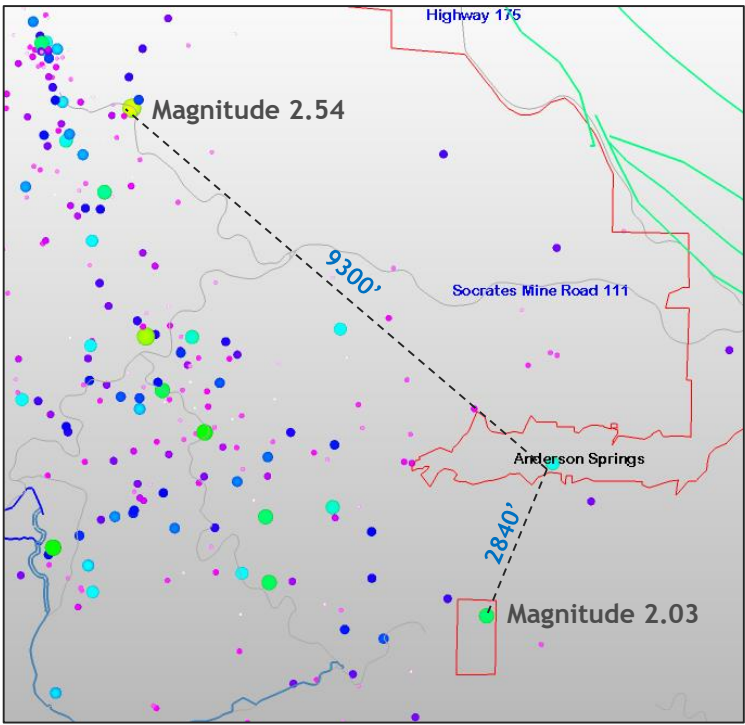 Highway 175
Magnitude 2.54
9300’
Socrates Mine Road 111
Anderson Springs
2840’
Magnitude 2.03